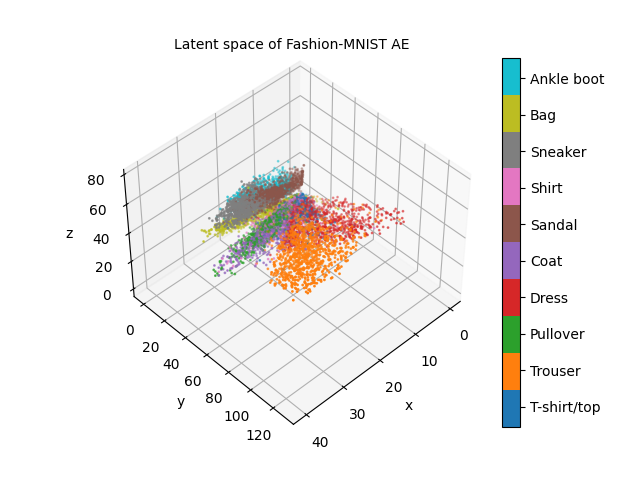 Latent space of Fashion-MNIST AE
Ankle boot
Bag
Sneaker
Shirt
Sandal
Coat
Dress
Pullover
Trouser
T-shirt/top
80
60
40
20
0
z
0
20
40
60
80
100
120
y
0
10
20
30
40
x